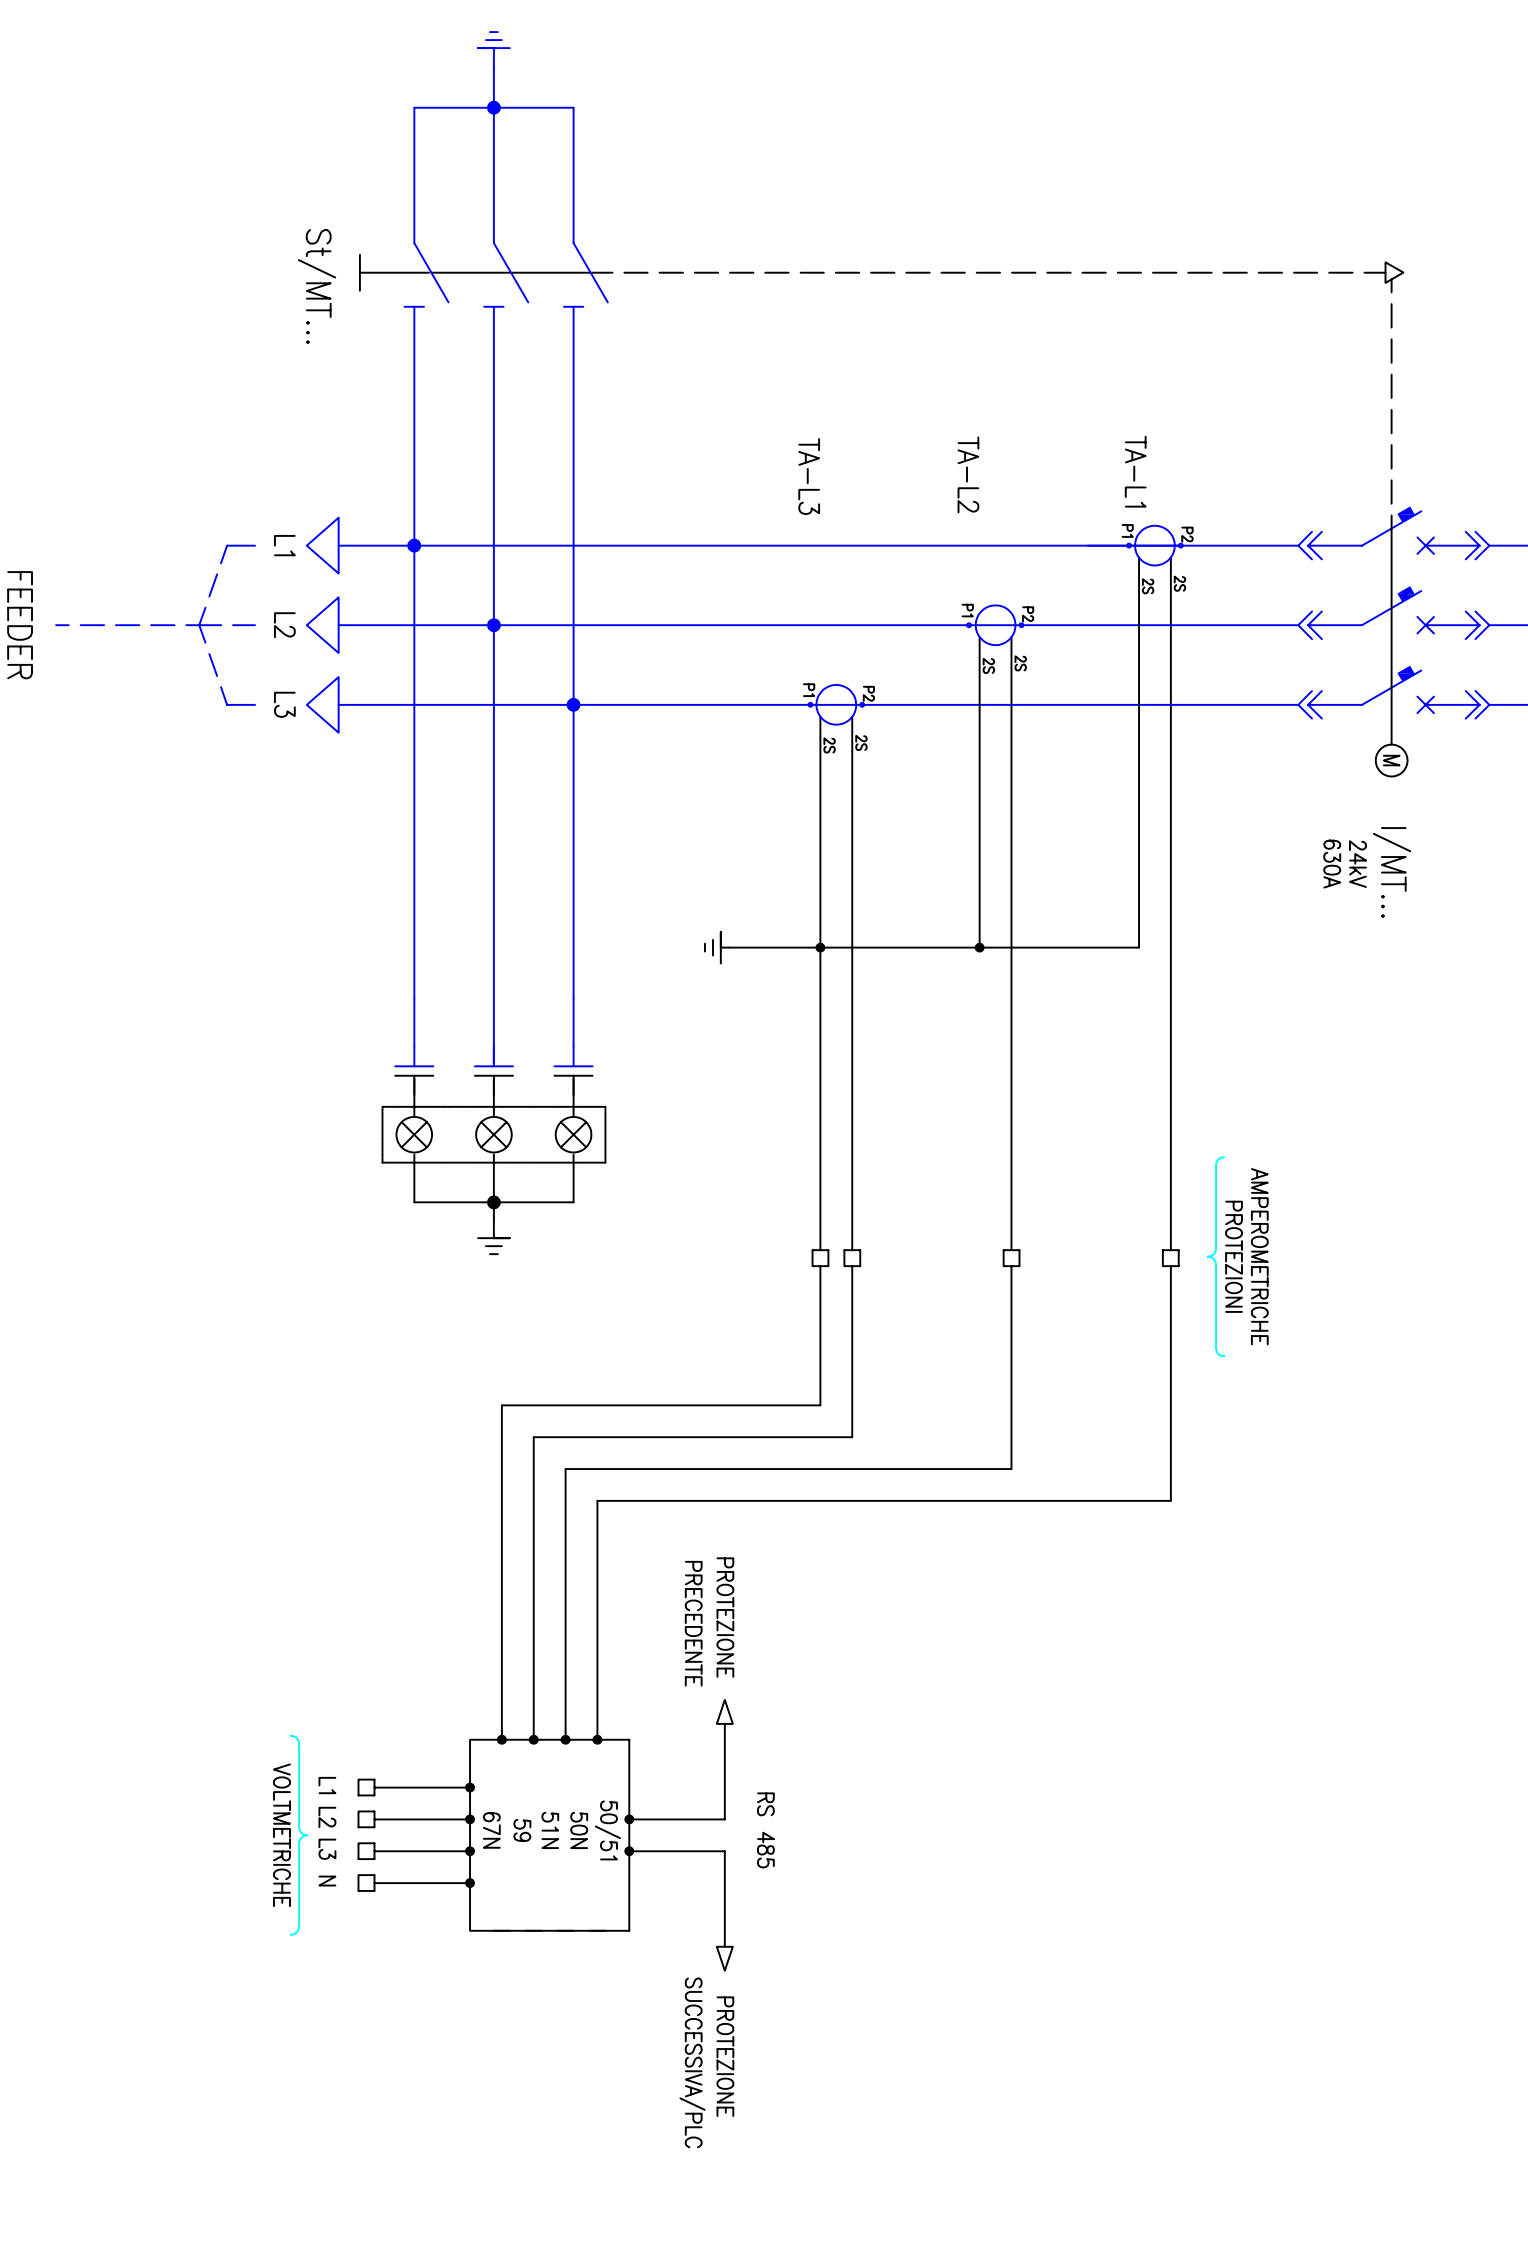 I/MT...
24kV
630A
TA-L1
P2
P1
2S
2S
TA-L2
P2
P1
2S
2S
TA-L3
P2
P1
2S
2S
M
St/MT...
L1
L2
L3
FEEDER
AMPEROMETRICHE
PROTEZIONI
RS 485
PROTEZIONE
PRECEDENTE
PROTEZIONE
SUCCESSIVA/PLC
50/51
50N
51N
59
67N
L1 L2 L3 N
VOLTMETRICHE